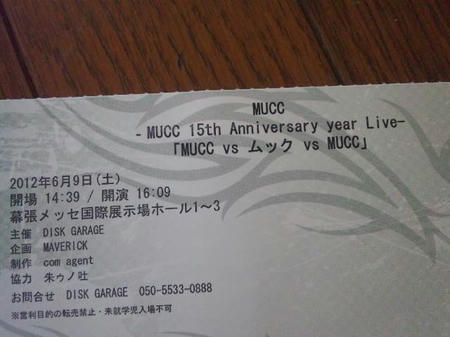 MUCC
- MUCC 15th Anniversary year Live-
「MUCC vs ムック vs MUCC」
2012年6月9日(土)
開場 14:39 / 開演 16:09
幕張メッセ国際展示場ホール1～3
主催 DISK GARAGE
企画 MAVERICK
制作 com agent
協力 朱ゥノ吐
お問合せ DISK GARAGE 050-5533-0888
※営利目的の転売禁止・未就学児入場不可